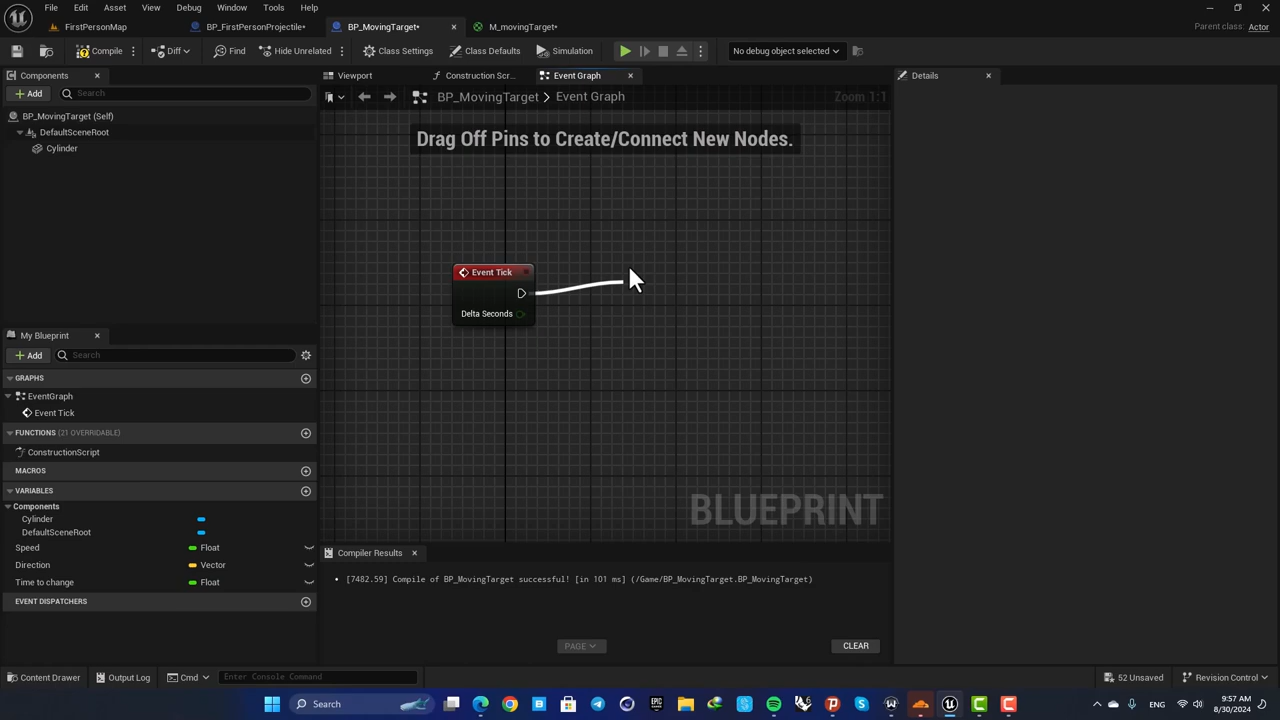 File Edit Asset View Debug Window Tools Help
FirstPersonMap BP_FirstPersonProjectile* BP_MovingTarget* M_movingTarget*
Parent class: Actor
Compile Diff Find Hide Unrelated Class Settings Class Defaults Simulation No debug object selected
Components
Add Search
BP_MovingTarget (Self)
DefaultSceneRoot
Cylinder
Viewport Construction Scr... Event Graph
BP_MovingTarget > Event Graph Zoom 1:1
Drag Off Pins to Create/Connect New Nodes.
Event Tick
Delta Seconds
BLUEPRINT
Details
My Blueprint
Add Search
GRAPHS
EventGraph
Event Tick
FUNCTIONS (21 OVERRIDABLE)
ConstructionScript
MACROS
VARIABLES
Components
Cylinder
DefaultSceneRoot
Speed Float
Direction Vector
Time to change Float
EVENT DISPATCHERS
Compiler Results
[7482.59] Compile of BP_MovingTarget successful! [in 101 ms] (/Game/BP_MovingTarget.BP_MovingTarget)
PAGE CLEAR
Content Drawer Output Log Cmd Enter Console Command 52 Unsaved Revision Control
Search
ENG
9:57 AM
8/30/2024